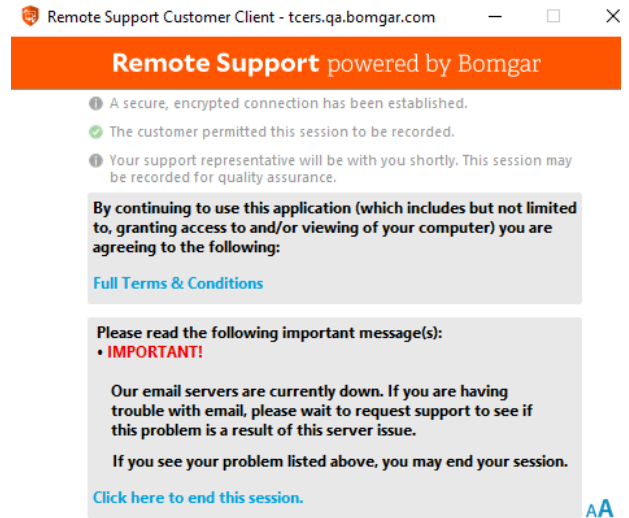 Remote Support Customer Client - tcers.qa.bomgar.com
Remote Support powered by Bomgar
A secure, encrypted connection has been established.
The customer permitted this session to be recorded.
Your support representative will be with you shortly. This session may
be recorded for quality assurance.
By continuing to use this application (which includes but not limited
to, granting access to and/or viewing of your computer) you are
agreeing to the following:
Full Terms & Conditions
Please read the following important message(s):
• IMPORTANT!
Our email servers are currently down. If you are having
trouble with email, please wait to request support to see if
this problem is a result of this server issue.
If you see your problem listed above, you may end your session.
Click here to end this session.
AA